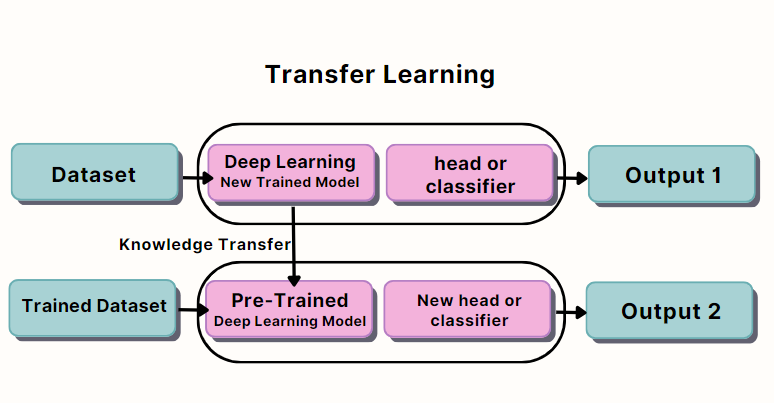 Transfer Learning
Dataset
Deep Learning
New Trained Model
head or
classifier
Output 1
Knowledge Transfer
Trained Dataset
Pre-Trained
Deep Learning Model
New head or
classifier
Output 2